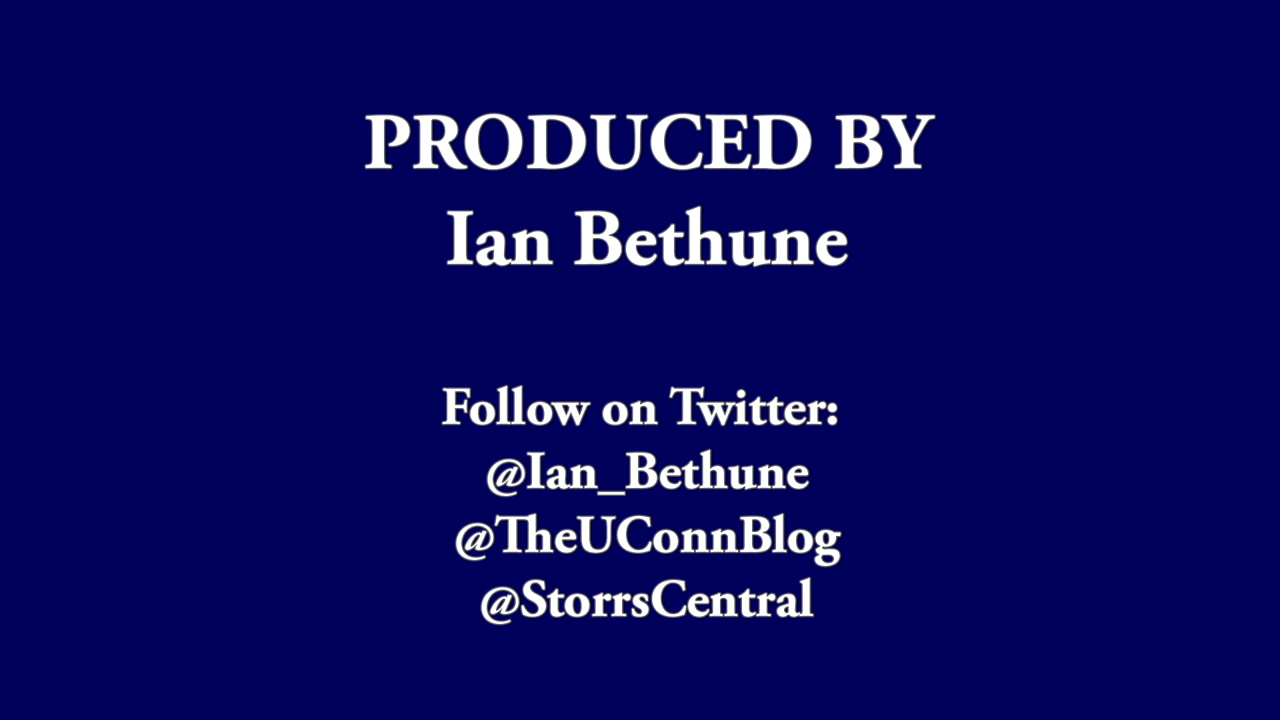 PRODUCED BY
Ian Bethune
Follow on Twitter:
@Ian_Bethune
@TheUConnBlog
@StorrsCentral